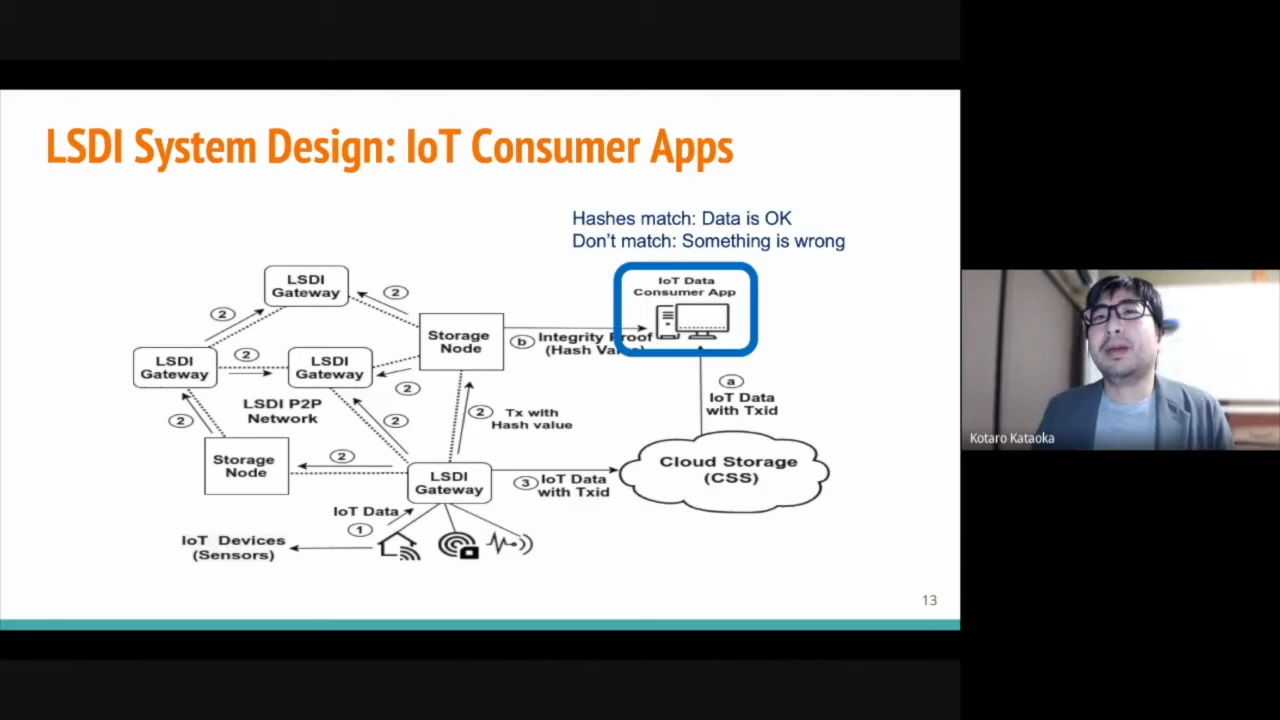 LSDI System Design: IoT Consumer Apps
Hashes match: Data is OK
Don't match: Something is wrong
LSDI
Gateway
2
2
IoT Data
Consumer App
Storage
Node
b
Integrity Proof
(Hash Value)
LSDI
Gateway
2
LSDI
Gateway
2
a
IoT Data
with Txid
LSDI P2P
Network
2
2
2
Tx with
Hash value
Storage
Node
2
LSDI
Gateway
3
IoT Data
with Txid
Cloud Storage
(CSS)
IoT Data
1
IoT Devices
(Sensors)
13
Kotaro Kataoka